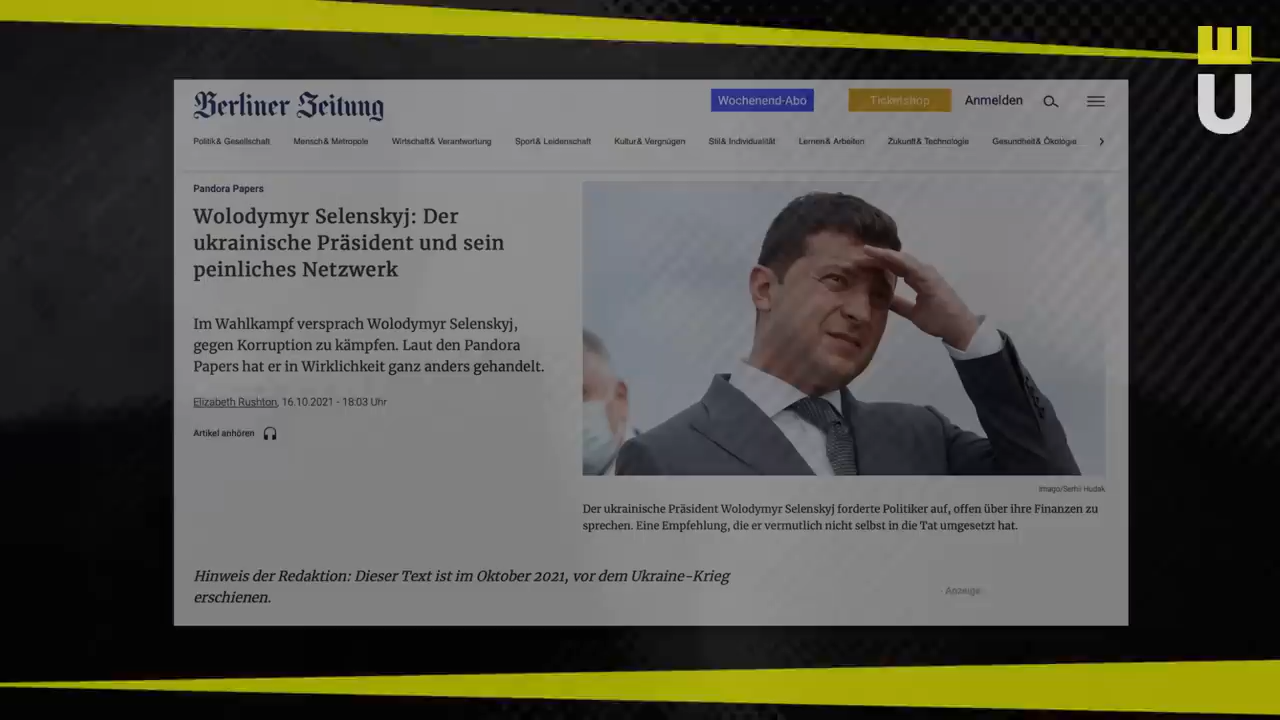 Berliner Zeitung
Wochenend-Abo
Ticketshop
Anmelden
Politik & Gesellschaft
Mensch & Metropole
Wirtschaft & Verantwortung
Sport & Leidenschaft
Kultur & Vergnügen
Stil & Individualität
Lernen & Arbeiten
Zukunft & Technologie
Gesundheit & Ökologie
Pandora Papers
Wolodymyr Selenskyj: Der
ukrainische Präsident und sein
peinliches Netzwerk
Im Wahlkampf versprach Wolodymyr Selenskyj,
gegen Korruption zu kämpfen. Laut den Pandora
Papers hat er in Wirklichkeit ganz anders gehandelt.
Elizabeth Rushton, 16.10.2021 - 18:03 Uhr
Artikel anhören
Imago/Serhii Hudak
Der ukrainische Präsident Wolodymyr Selenskyj forderte Politiker auf, offen über ihre Finanzen zu
sprechen. Eine Empfehlung, die er vermutlich nicht selbst in die Tat umgesetzt hat.
Hinweis der Redaktion: Dieser Text ist im Oktober 2021, vor dem Ukraine-Krieg
erschienen.
- Anzeige -